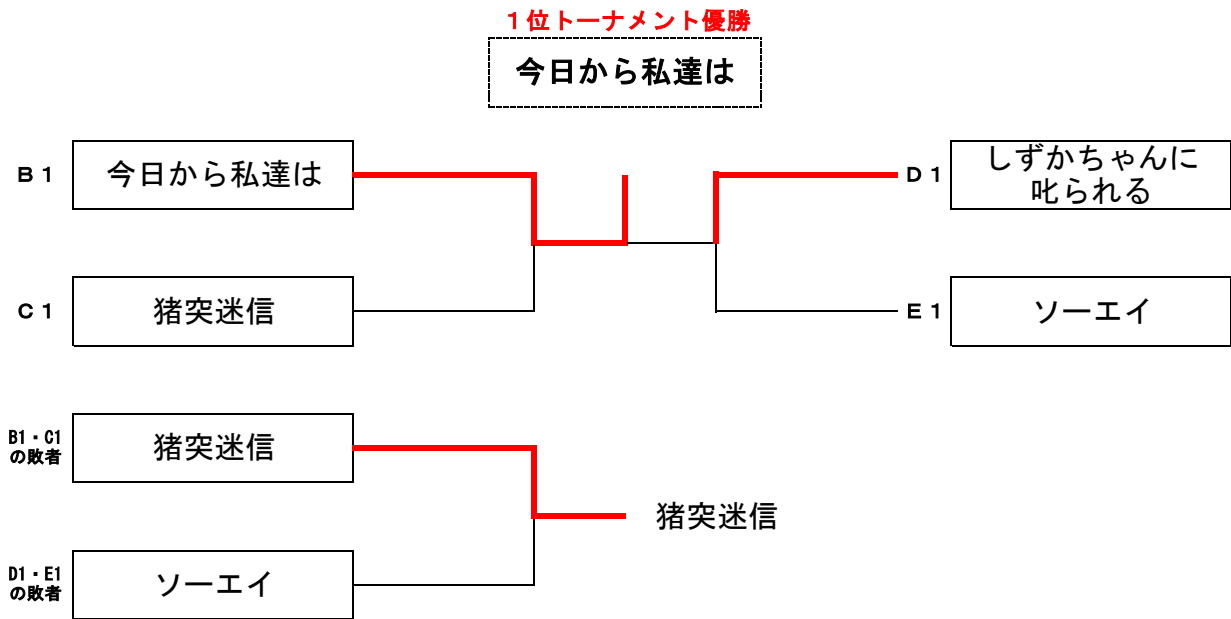 １位トーナメント優勝
今日から私達は
Ｂ１
今日から私達は
Ｄ１
しずかちゃんに
叱られる
Ｃ１
猪突迷信
Ｅ１
ソーエイ
B1・C1
の敗者
猪突迷信
猪突迷信
D1・E1
の敗者
ソーエイ